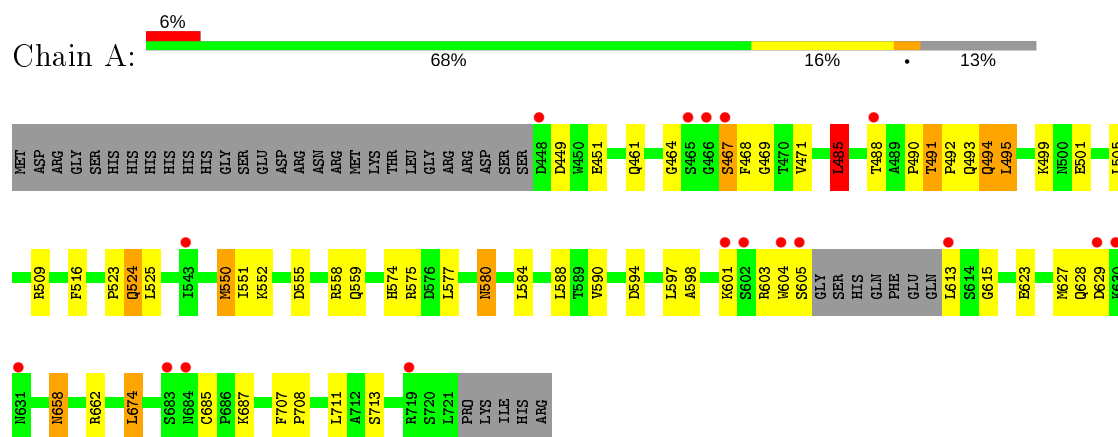 6%
Chain A:
68% 16% • 13%
MET ASP ARG GLY SER HIS HIS HIS HIS HIS HIS GLY SER GLU ASP ARG ASN ARG MET LYS THR LEU GLY ARG ARG ASP SER SER D448 D449 W450 E451 Q461 G464 S465 G466 S467 F468 G469 T470 V471 L485 T488 A489 P490 T491 P492 Q493 Q494 L495 K499 N500 E501 L505
R509 F516 P523 Q524 L525 I543 M550 I551 K552 D555 R558 Q559 H574 R575 D576 L577 N580 L584 L588 T589 V590 D594 L597 A598 K601 S602 R603 W604 S605 GLY SER HIS GLN PHE GLU GLN L613 S614 G615 E623 M627 Q628 D629 K630
N631 N658 R662 L674 S683 N684 C685 P686 K687 F707 P708 L711 A712 S713 R719 S720 L721 PRO LYS ILE HIS ARG